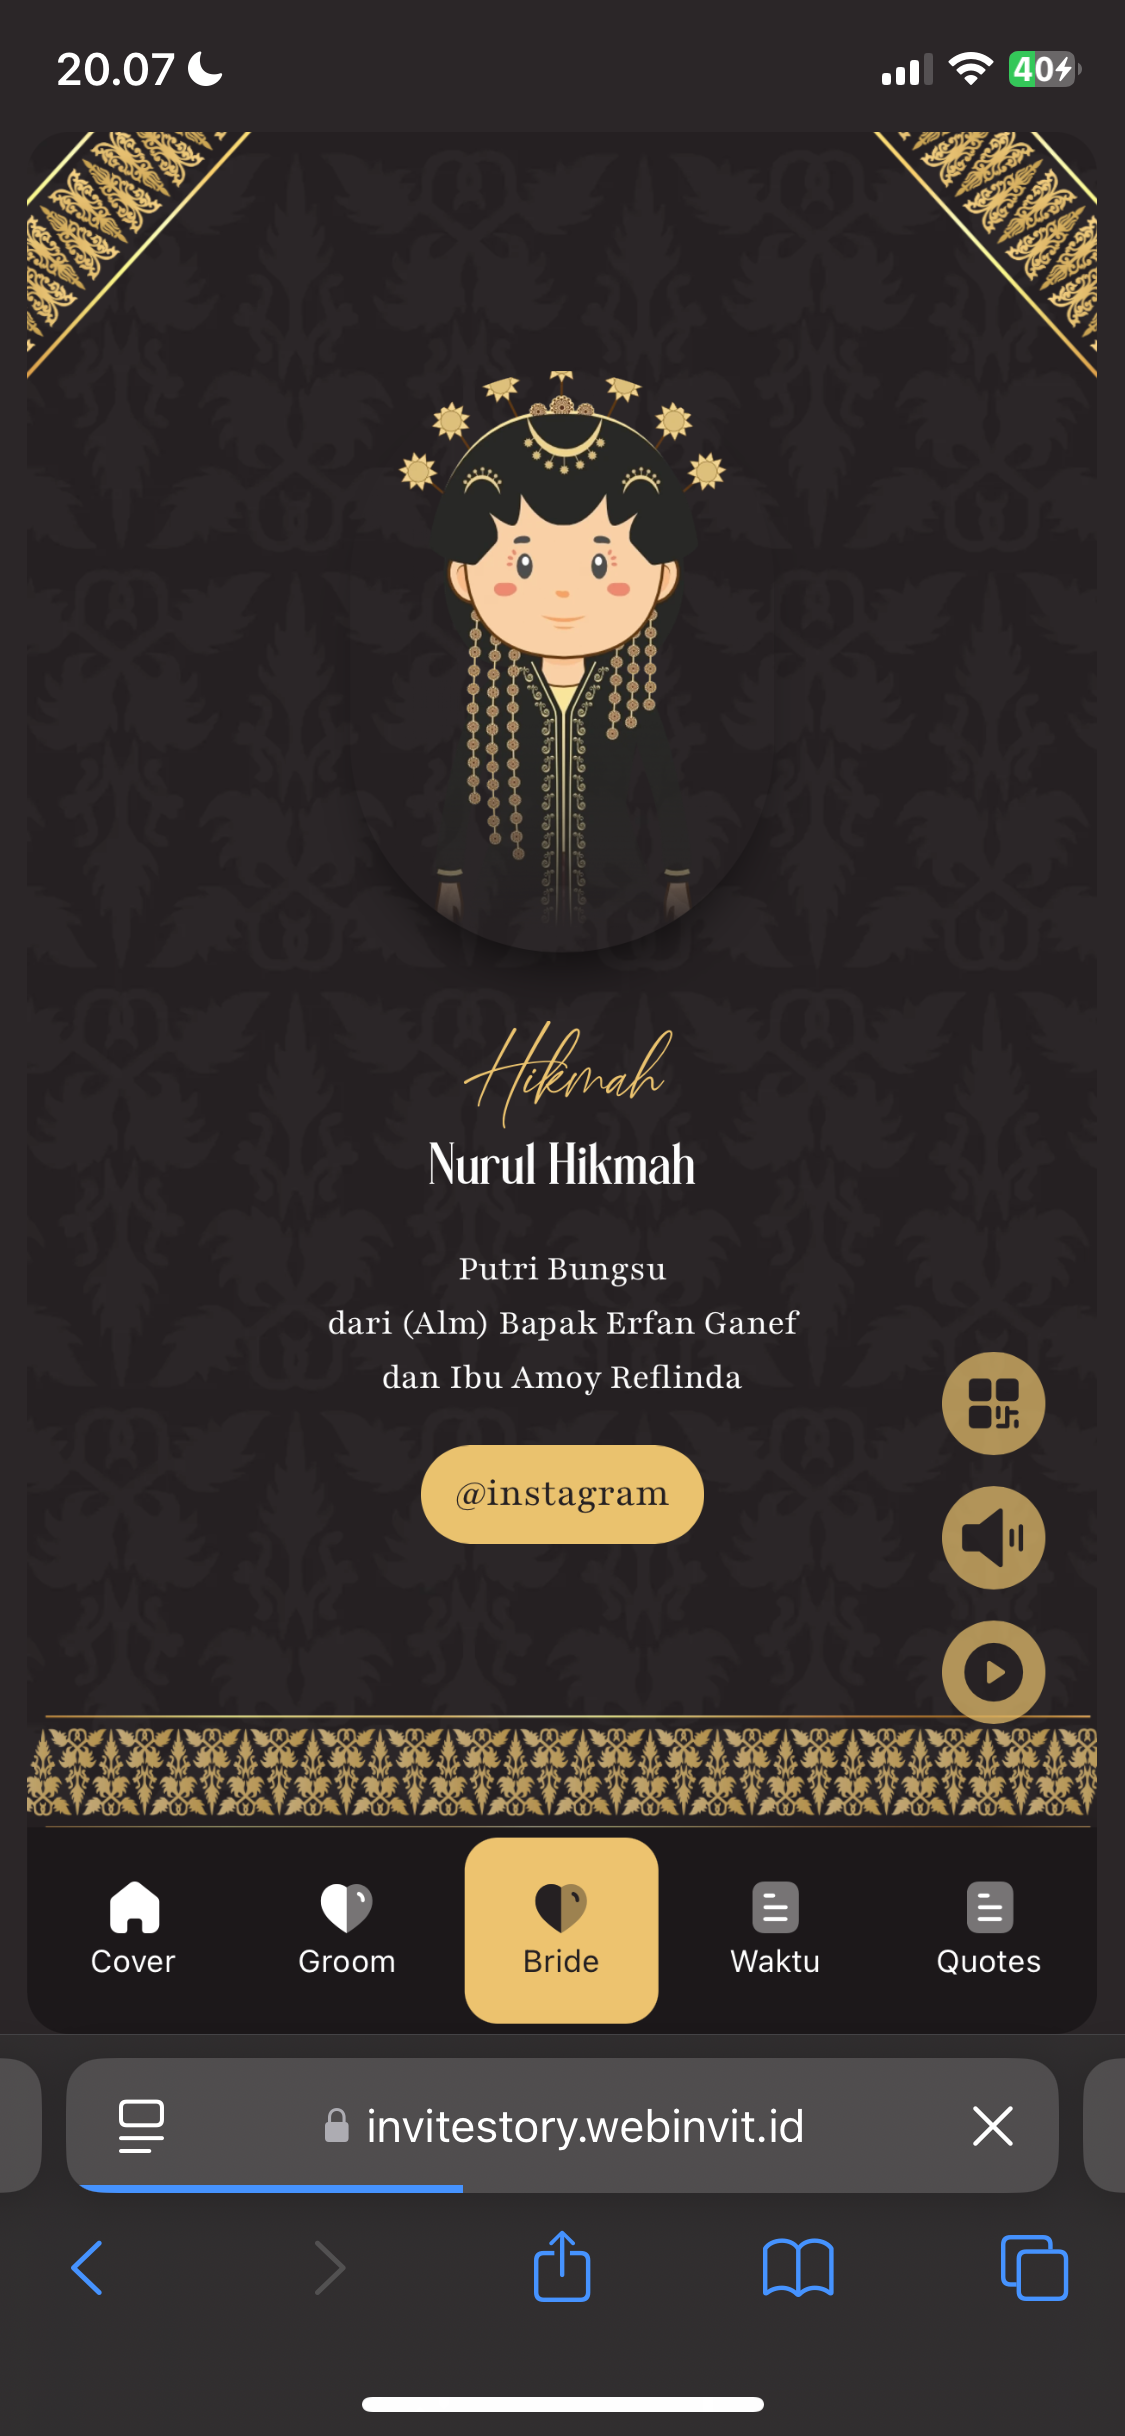 20.07
40
Hikmah
Nurul Hikmah
Putri Bungsu
dari (Alm) Bapak Erfan Ganef
dan Ibu Amoy Reflinda
@instagram
Cover
Groom
Bride
Waktu
Quotes
invitestory.webinvit.id